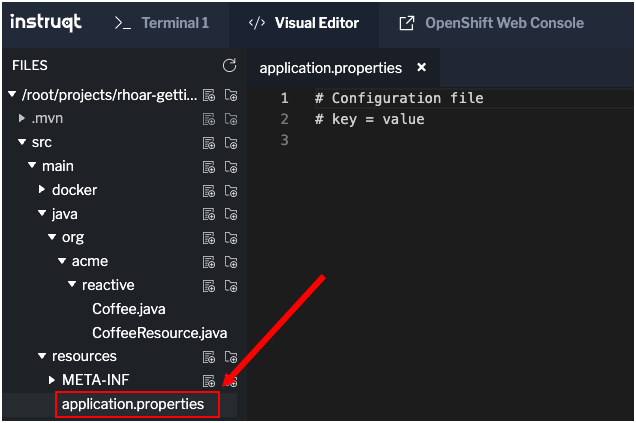 instruqt
>_ Terminal 1
</> Visual Editor
OpenShift Web Console
FILES
/root/projects/rhoar-getti...
.mvn
src
main
docker
java
org
acme
reactive
Coffee.java
CoffeeResource.java
resources
META-INF
application.properties
application.properties ×
1 # Configuration file
2 # key = value
3